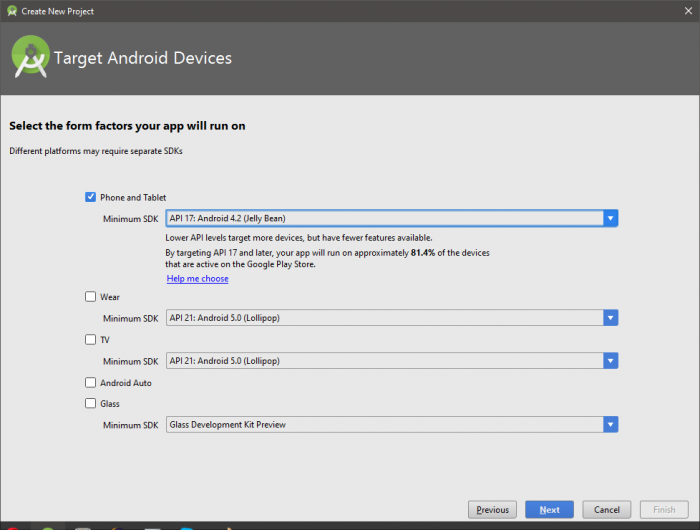 Create New Project
Target Android Devices
Select the form factors your app will run on
Different platforms may require separate SDKs
Phone and Tablet
Minimum SDK API 17: Android 4.2 (Jelly Bean)
Lower API levels target more devices, but have fewer features available.
By targeting API 17 and later, your app will run on approximately 81.4% of the devices
that are active on the Google Play Store.
Help me choose
Wear
Minimum SDK API 21: Android 5.0 (Lollipop)
TV
Minimum SDK API 21: Android 5.0 (Lollipop)
Android Auto
Glass
Minimum SDK Glass Development Kit Preview
Previous Next Cancel Finish